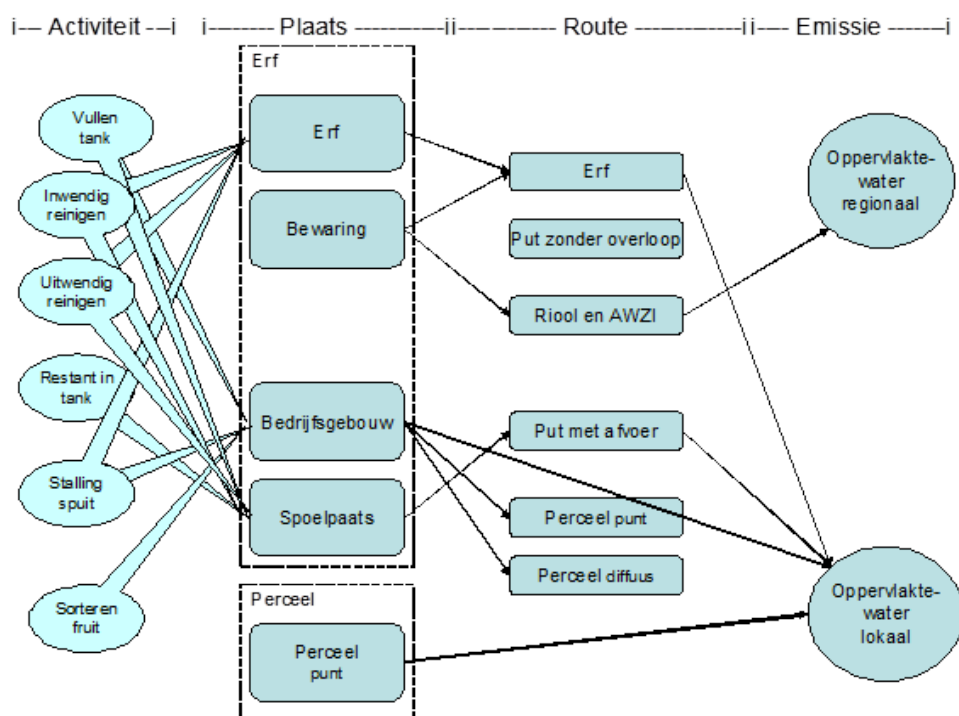 i--- Activiteit ---i i-------- Plaats -----------ii------------- Route -------------ii----- Emissie -------i
Erf
Vullen
tank
Inwendig
reinigen
Uitwendig
reinigen
Restant in
tank
Stalling
spuit
Sorteren
fruit
Erf
Bewaring
Bedrijfsgebouw
Spoelpaats
Perceel
Perceel
punt
Erf
Put zonder overloop
Riool en AWZI
Put met afvoer
Perceel punt
Perceel diffuus
Oppervlakte-
water
regionaal
Oppervlakte-
water
lokaal